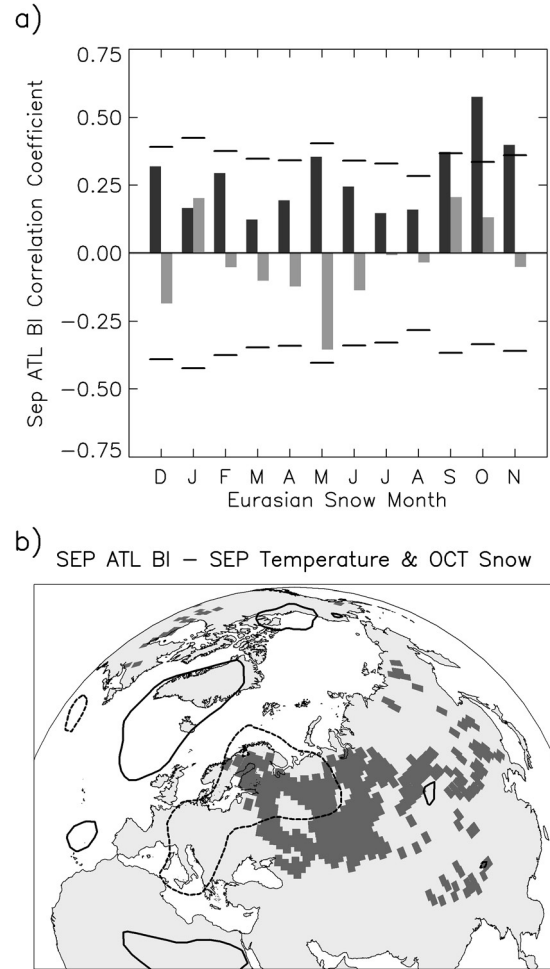 a)
Sep ATL BI Correlation Coefficient
0.75
0.50
0.25
0.00
−0.25
−0.50
−0.75
D J F M A M J J A S O N
Eurasian Snow Month
b)
SEP ATL BI − SEP Temperature & OCT Snow